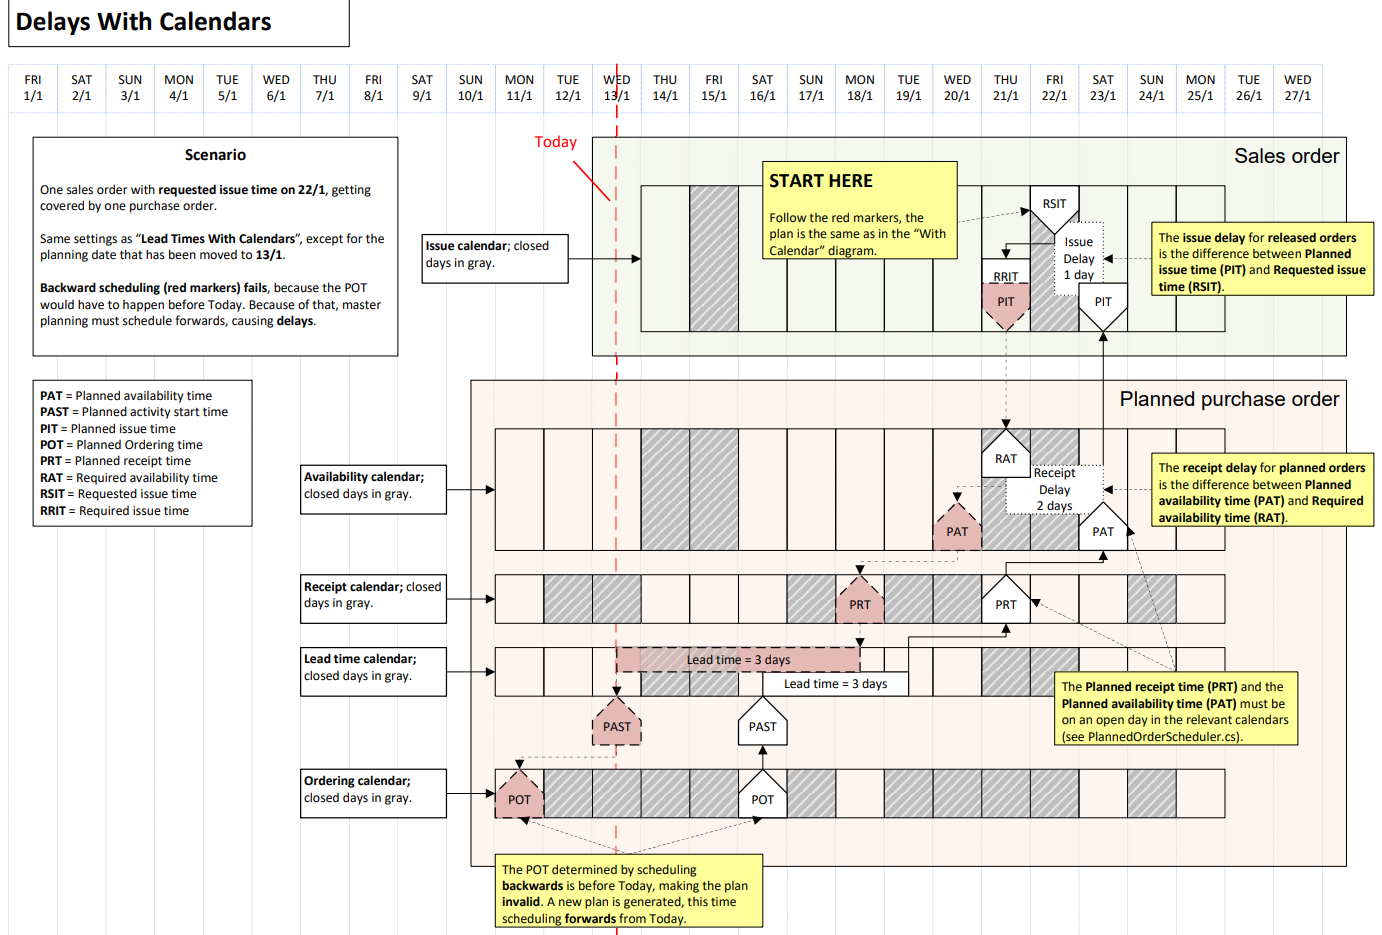 Delays With Calendars
FRI SAT SUN MON TUE WED THU FRI SAT SUN MON TUE WED THU FRI SAT SUN MON TUE WED THU FRI SAT SUN MON TUE WED
1/1 2/1 3/1 4/1 5/1 6/1 7/1 8/1 9/1 10/1 11/1 12/1 13/1 14/1 15/1 16/1 17/1 18/1 19/1 20/1 21/1 22/1 23/1 24/1 25/1 26/1 27/1
Today
Scenario
One sales order with requested issue time on 22/1, getting
covered by one purchase order.
Same settings as “Lead Times With Calendars”, except for the
planning date that has been moved to 13/1.
Backward scheduling (red markers) fails, because the POT
would have to happen before Today. Because of that, master
planning must schedule forwards, causing delays.
Sales order
START HERE
Follow the red markers, the
plan is the same as in the “With
Calendar” diagram.
Issue calendar; closed
days in gray.
RSIT
Issue
Delay
1 day
RRIT
PIT
PIT
The issue delay for released orders
is the difference between Planned
issue time (PIT) and Requested issue
time (RSIT).
PAT = Planned availability time
PAST = Planned activity start time
PIT = Planned issue time
POT = Planned Ordering time
PRT = Planned receipt time
RAT = Required availability time
RSIT = Requested issue time
RRIT = Required issue time
Planned purchase order
Availability calendar;
closed days in gray.
RAT
Receipt
Delay
2 days
PAT
PAT
The receipt delay for planned orders
is the difference between Planned
availability time (PAT) and Required
availability time (RAT).
Receipt calendar; closed
days in gray.
PRT
PRT
Lead time calendar;
closed days in gray.
Lead time = 3 days
Lead time = 3 days
PAST
PAST
The Planned receipt time (PRT) and the
Planned availability time (PAT) must be
on an open day in the relevant calendars
(see PlannedOrderScheduler.cs).
Ordering calendar;
closed days in gray.
POT
POT
The POT determined by scheduling
backwards is before Today, making the plan
invalid. A new plan is generated, this time
scheduling forwards from Today.